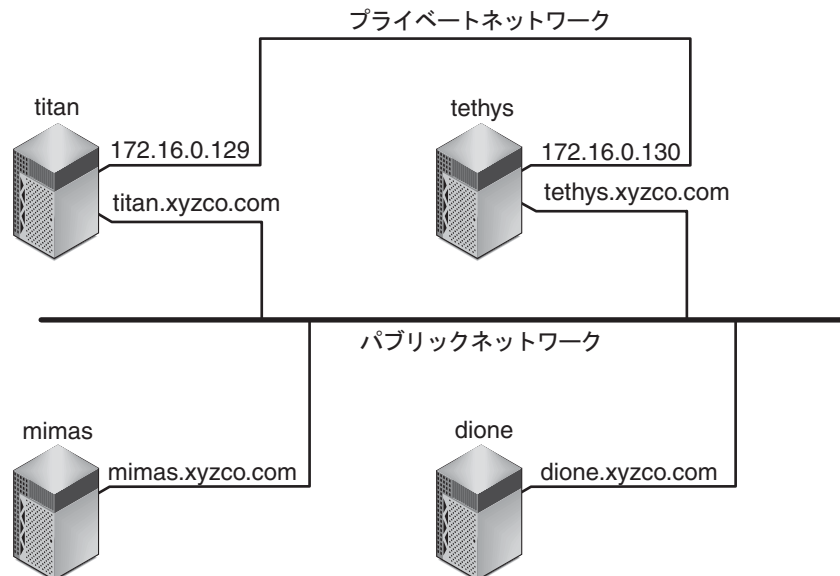 プライベートネットワーク
titan
tethys
172.16.0.129
172.16.0.130
titan.xyzco.com
tethys.xyzco.com
パブリックネットワーク
mimas
dione
mimas.xyzco.com
dione.xyzco.com